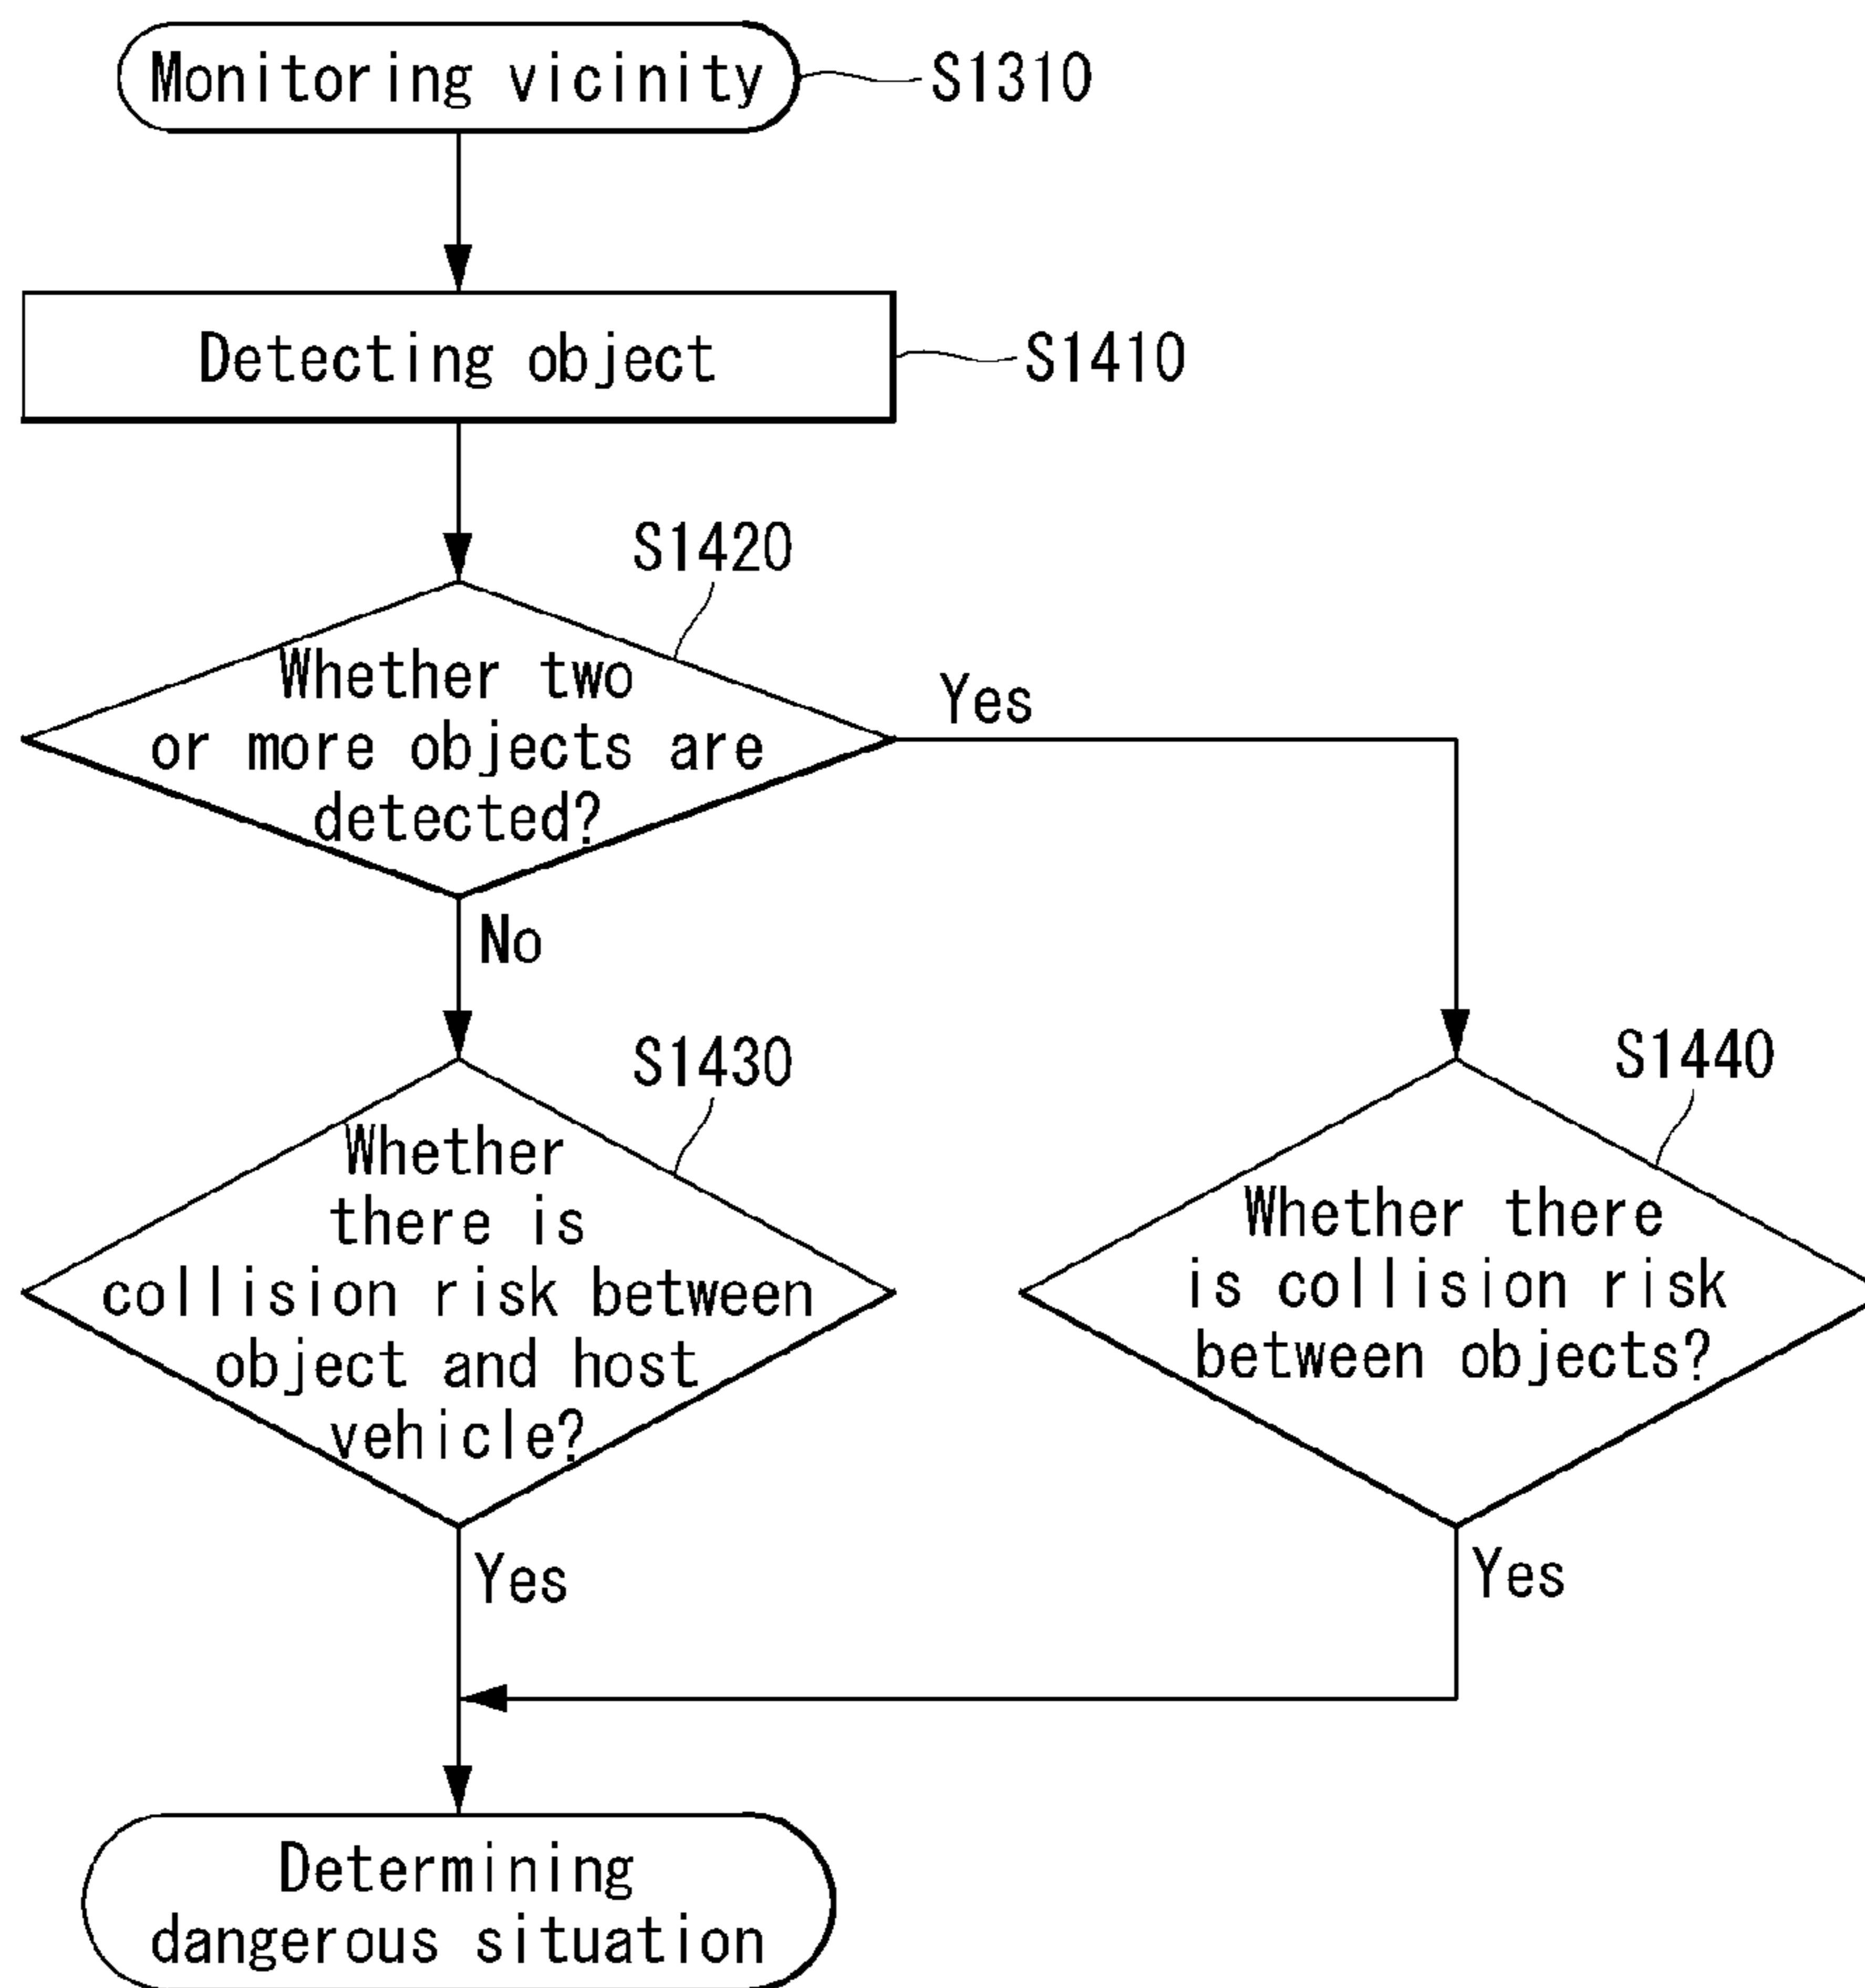 Monitoring vicinity
S1310
Detecting object
S1410
S1420
Whether two
or more objects are
detected?
Yes
No
S1430
Whether
there is
collision risk between
object and host
vehicle?
S1440
Whether there
is collision risk
between objects?
Yes
Yes
Determining
dangerous situation